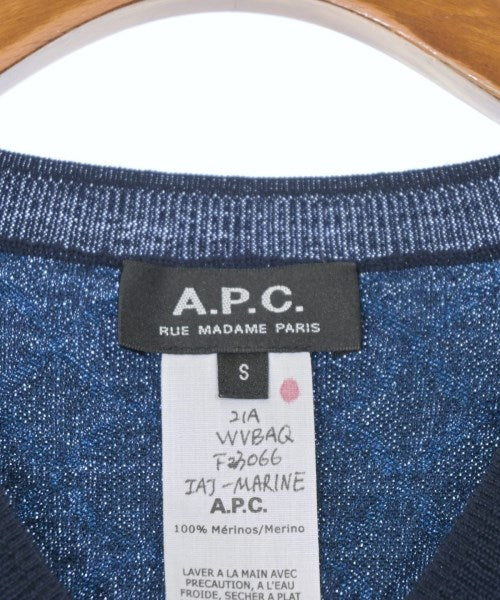 A.P.C.
RUE MADAME PARIS
S
21A
WVBAQ
F23066
IAJ-MARINE
A.P.C.
100% Mérinos/Merino
LAVER A LA MAIN AVEC
PRECAUTION, A L'EAU
FROIDE, SECHER A PLAT